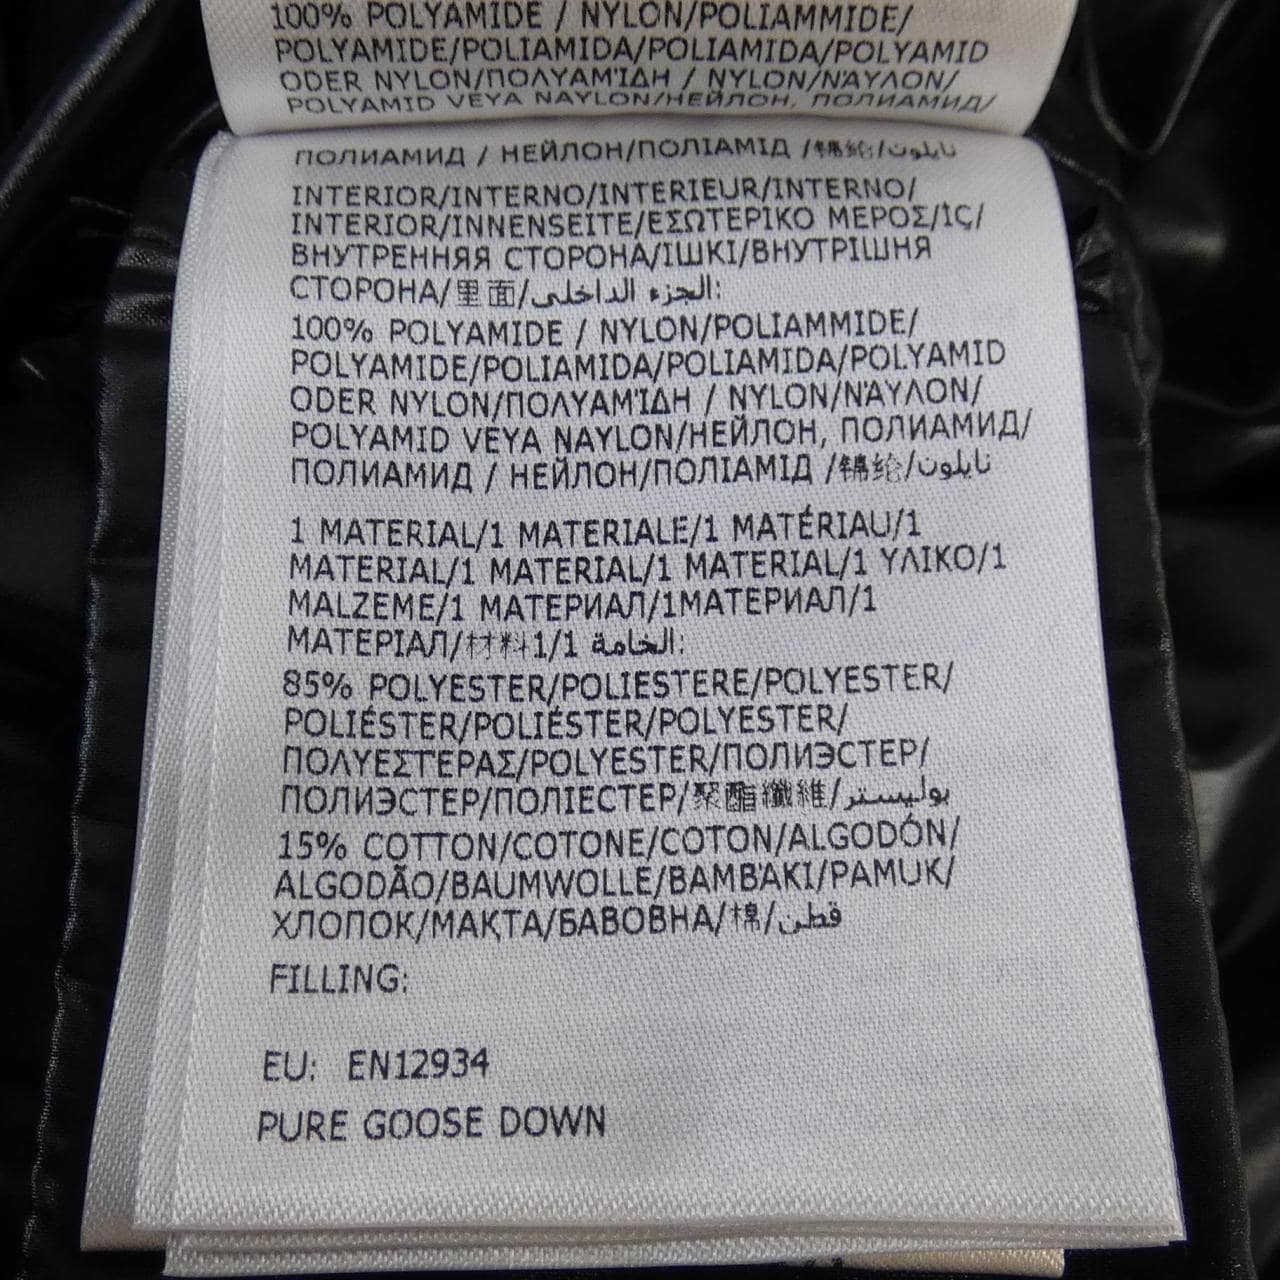 100% POLYAMIDE / NYLON/POLIAMMIDE/
POLYAMIDE/POLIAMIDA/POLIAMIDA/POLYAMID
ODER NYLON/ΠΟΛΥΑΜΊΔΗ / NYLON/ΝΆΥΛΟΝ/
POLYAMID VEYA NAYLON/НЕЙЛОН, ПОЛИАМИД/
ПОЛИАМИД / НЕЙЛОН/ПОЛІАМІД /锦纶/نايلون
INTERIOR/INTERNO/INTERIEUR/INTERNO/
INTERIOR/INNENSEITE/ΕΣΩΤΕΡΙΚΟ ΜΕΡΟΣ/İÇ/
ВНУТРЕННЯЯ СТОРОНА/ІШКІ/ВНУТРІШНЯ
СТОРОНА/里面/الجزء الداخلى:
100% POLYAMIDE / NYLON/POLIAMMIDE/
POLYAMIDE/POLIAMIDA/POLIAMIDA/POLYAMID
ODER NYLON/ΠΟΛΥΑΜΊΔΗ / NYLON/ΝΆΥΛΟΝ/
POLYAMID VEYA NAYLON/НЕЙЛОН, ПОЛИАМИД/
ПОЛИАМИД / НЕЙЛОН/ПОЛІАМІД /锦纶/نايلون
1 MATERIAL/1 MATERIALE/1 MATÉRIAU/1
MATERIAL/1 MATERIAL/1 MATERIAL/1 ΥΛΙΚΟ/1
MALZEME/1 МАТЕРИАЛ/1МАТЕРИАЛ/1
МАТЕРІАЛ/材料1/1 الخامة:
85% POLYESTER/POLIESTERE/POLYESTER/
POLIÉSTER/POLIÉSTER/POLYESTER/
ΠΟΛΥΕΣΤΕΡΑΣ/POLYESTER/ПОЛИЭСТЕР/
ПОЛИЭСТЕР/ПОЛІЕСТЕР/聚酯纖維/بوليستر
15% COTTON/COTONE/COTON/ALGODÓN/
ALGODÃO/BAUMWOLLE/ΒΑΜΒΆΚΙ/PAMUK/
ХЛОПОК/МАҚТА/БАВОВНА/棉/قطن
FILLING:
EU: EN12934
PURE GOOSE DOWN